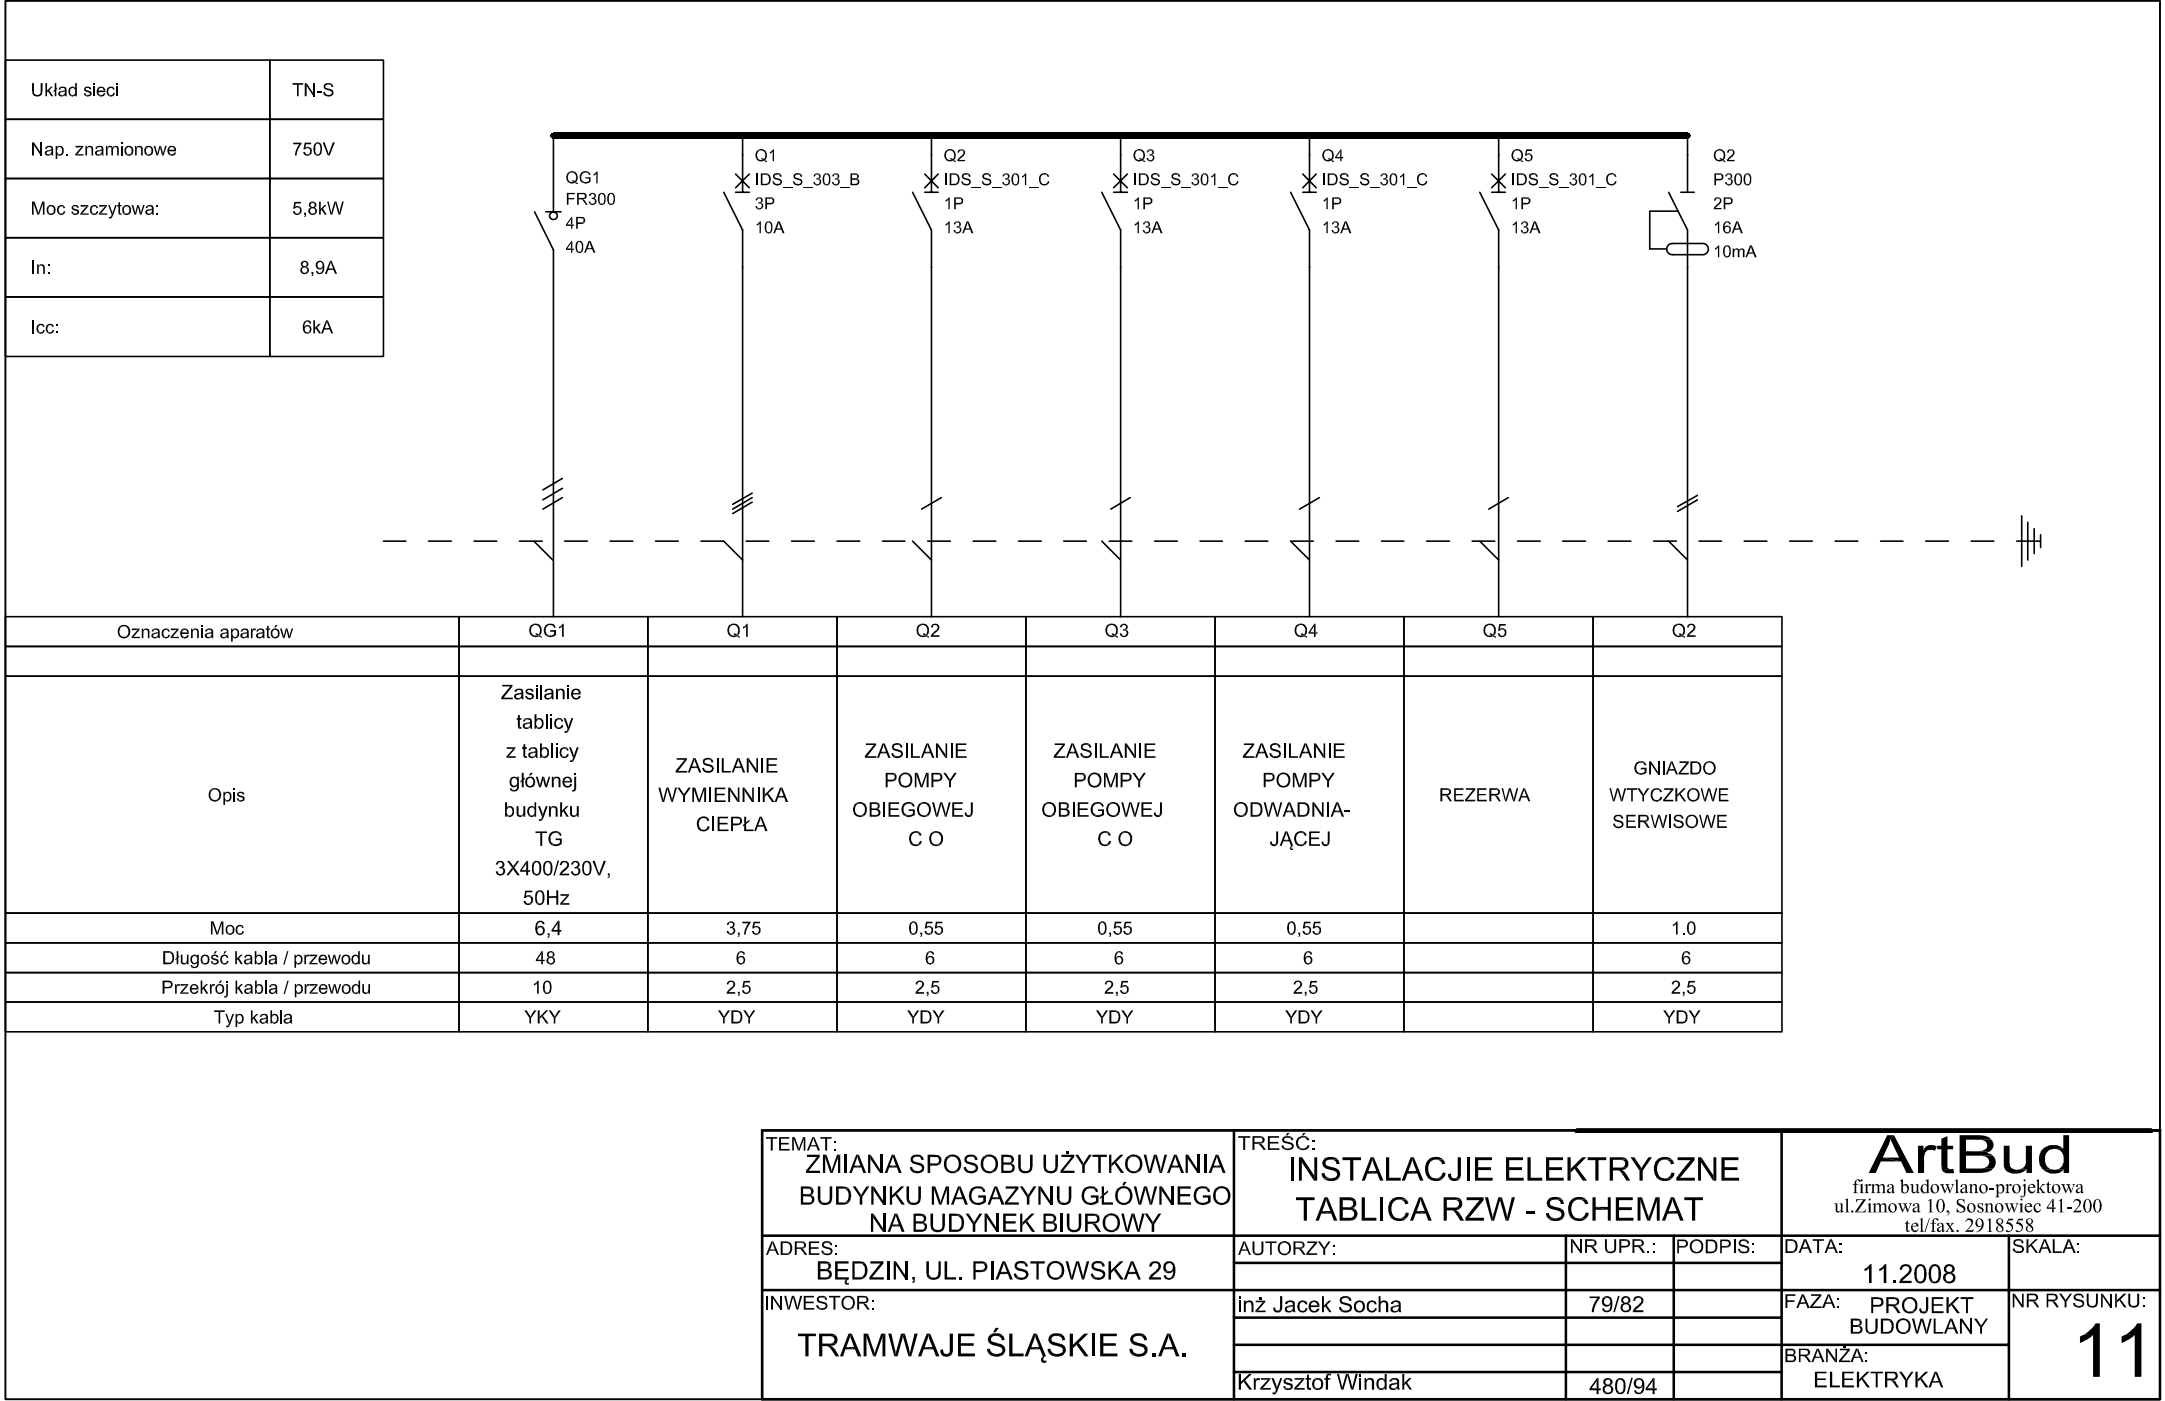 Układ sieci TN-S
Nap. znamionowe 750V
Moc szczytowa: 5,8kW
In: 8,9A
Icc: 6kA
QG1
FR300
4P
40A
Q1
IDS_S_303_B
3P
10A
Q2
IDS_S_301_C
1P
13A
Q3
IDS_S_301_C
1P
13A
Q4
IDS_S_301_C
1P
13A
Q5
IDS_S_301_C
1P
13A
Q2
P300
2P
16A
10mA
Oznaczenia aparatów QG1 Q1 Q2 Q3 Q4 Q5 Q2
Opis
Zasilanie
tablicy
z tablicy
głównej
budynku
TG
3X400/230V,
50Hz
ZASILANIE
WYMIENNIKA
CIEPŁA
ZASILANIE
POMPY
OBIEGOWEJ
C O
ZASILANIE
POMPY
OBIEGOWEJ
C O
ZASILANIE
POMPY
ODWADNIA-
JĄCEJ
REZERWA
GNIAZDO
WTYCZKOWE
SERWISOWE
Moc 6,4 3,75 0,55 0,55 0,55 1.0
Długość kabla / przewodu 48 6 6 6 6 6
Przekrój kabla / przewodu 10 2,5 2,5 2,5 2,5 2,5
Typ kabla YKY YDY YDY YDY YDY YDY
TEMAT:
ZMIANA SPOSOBU UŻYTKOWANIA
BUDYNKU MAGAZYNU GŁÓWNEGO
NA BUDYNEK BIUROWY
TREŚĆ:
INSTALACJIE ELEKTRYCZNE
TABLICA RZW - SCHEMAT
ArtBud
firma budowlano-projektowa
ul.Zimowa 10, Sosnowiec 41-200
tel/fax. 2918558
ADRES:
BĘDZIN, UL. PIASTOWSKA 29
AUTORZY: NR UPR.: PODPIS:
DATA:
11.2008
SKALA:
INWESTOR:
TRAMWAJE ŚLĄSKIE S.A.
inż Jacek Socha 79/82
Krzysztof Windak 480/94
FAZA: PROJEKT
BUDOWLANY
BRANŻA:
ELEKTRYKA
NR RYSUNKU:
11